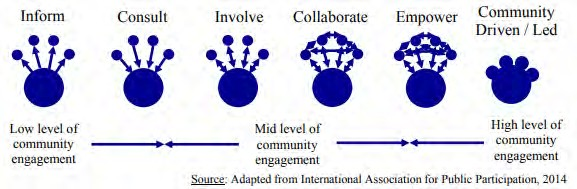 Inform Consult Involve Collaborate Empower Community
Driven / Led
Low level of
community
engagement
Mid level of
community
engagement
High level of
community
engagement
Source: Adapted from International Association for Public Participation, 2014